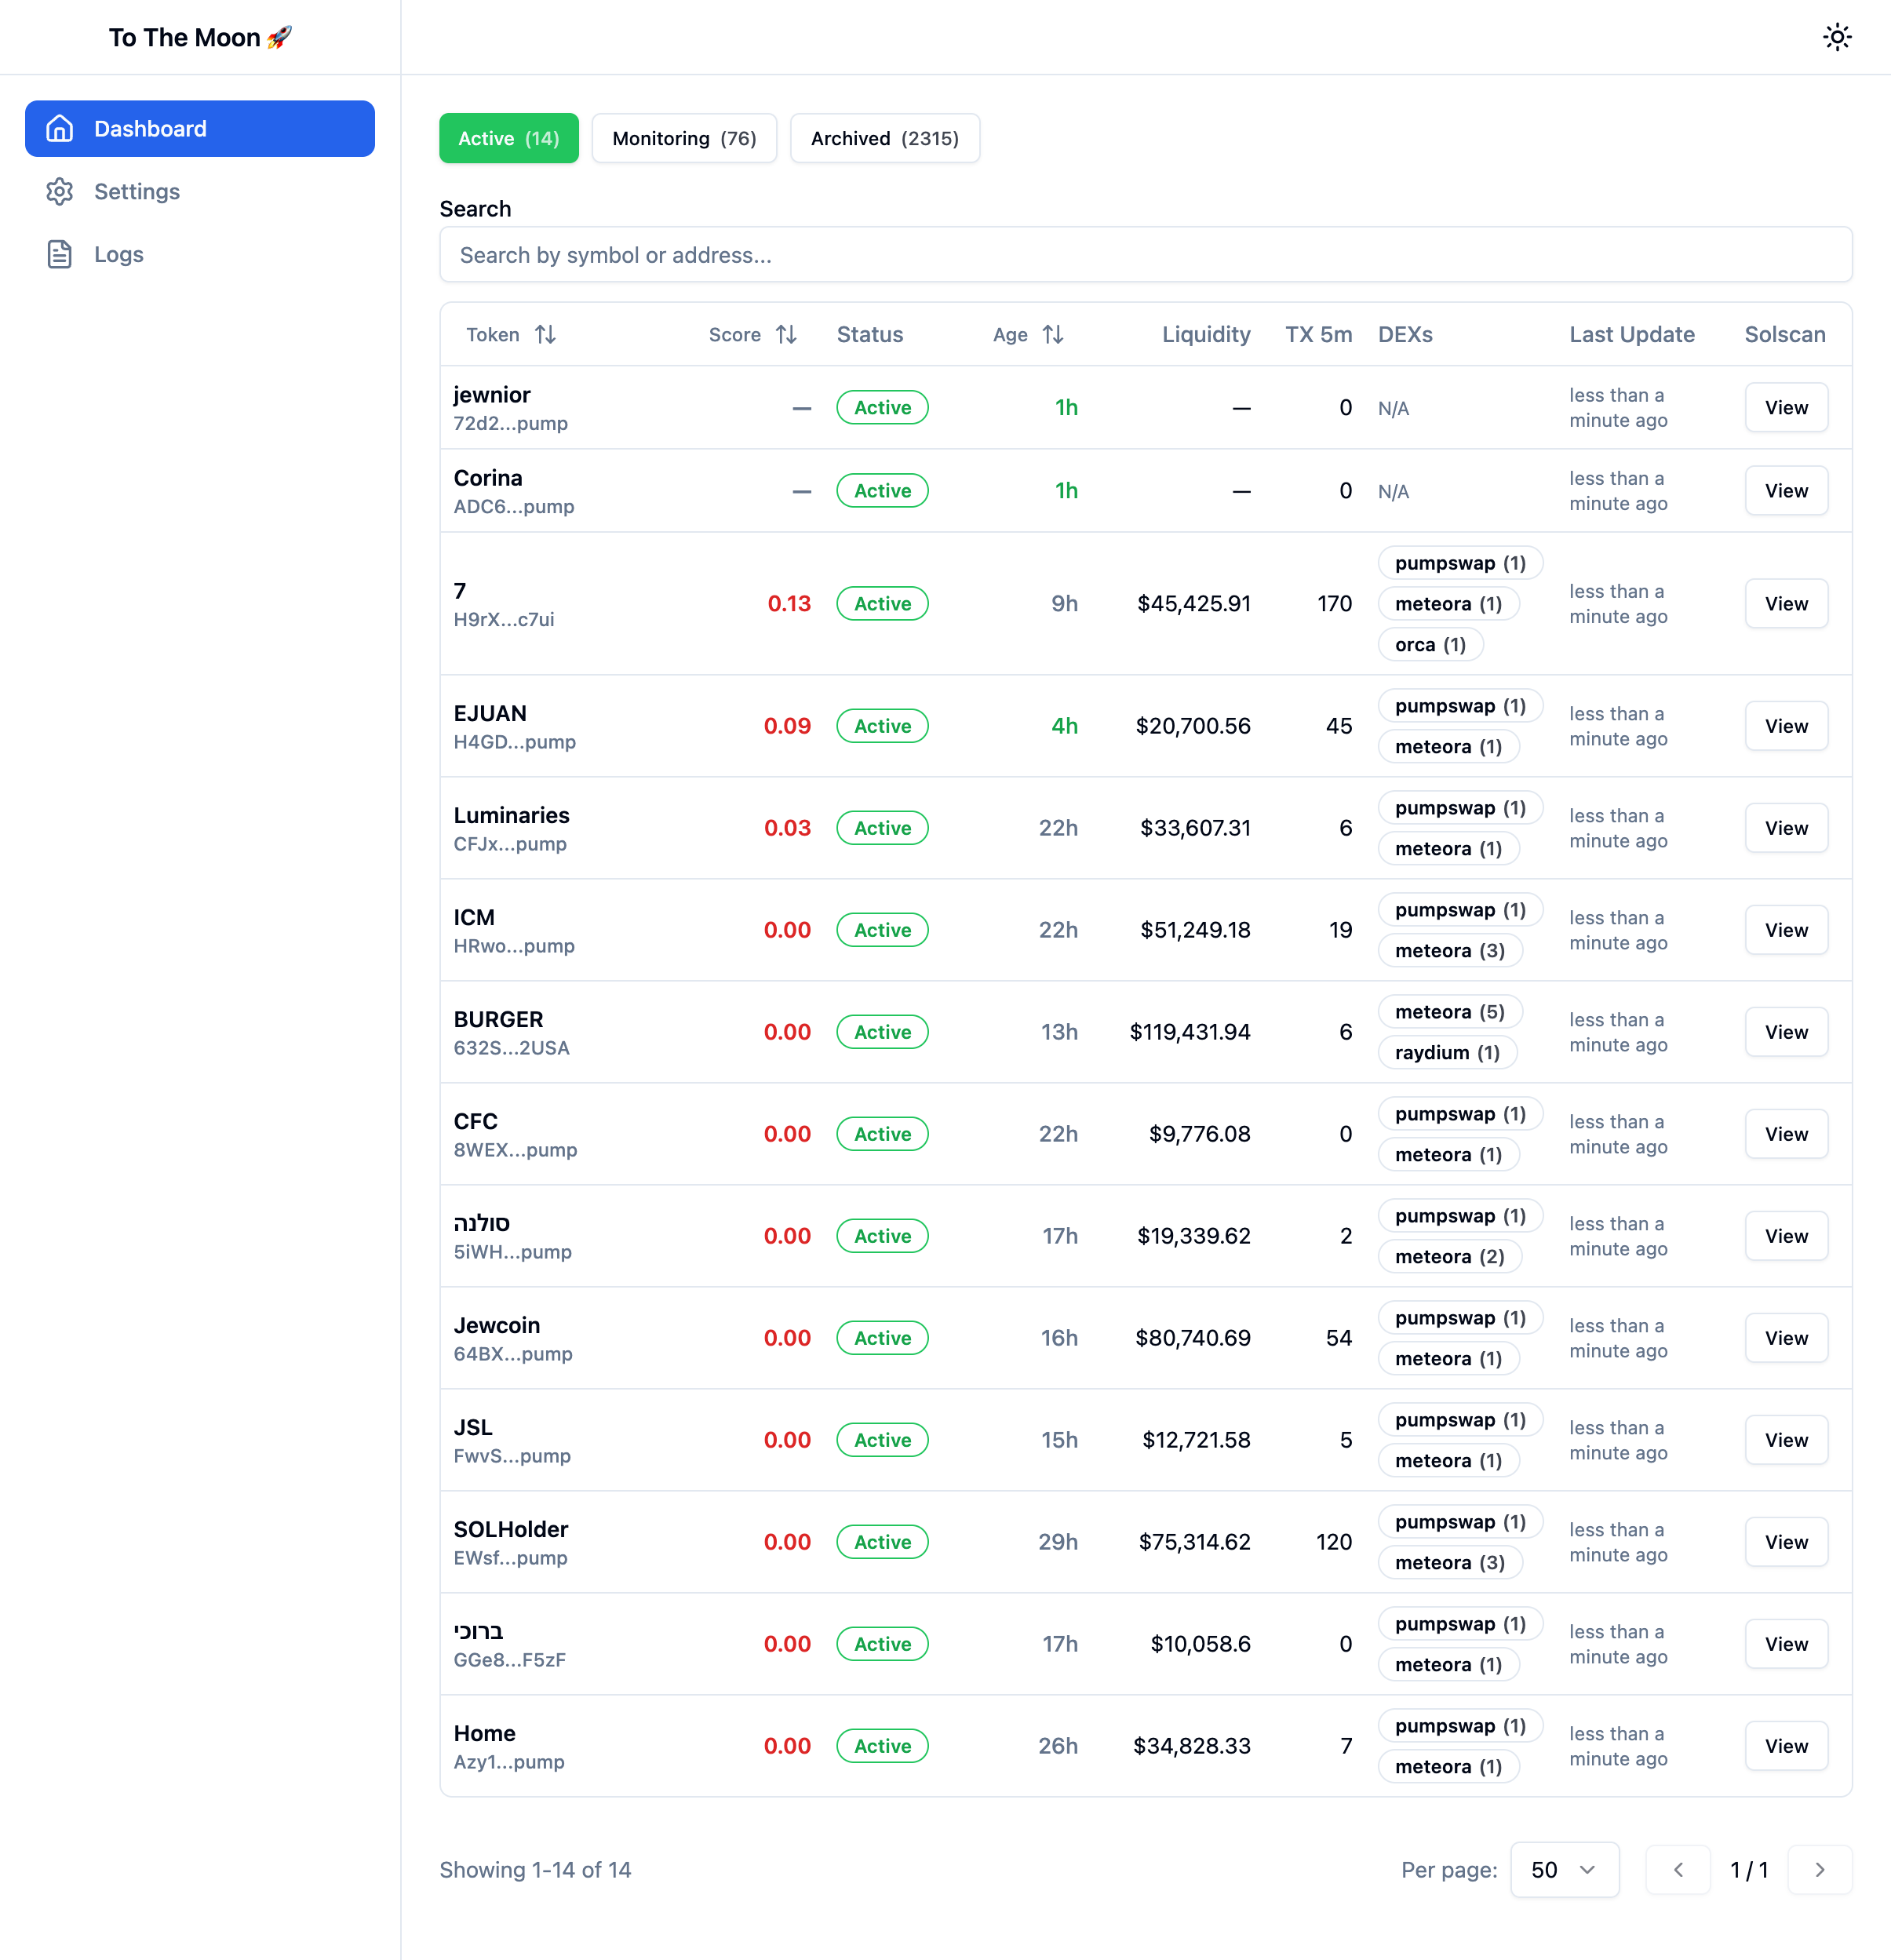 To The Moon 🚀
Dashboard
Settings
Logs
Active (14) Monitoring (76) Archived (2315)
Search
Search by symbol or address...
Token Score Status Age Liquidity TX 5m DEXs Last Update Solscan
jewnior
72d2...pump
— Active 1h — 0 N/A
less than a
minute ago
View
Corina
ADC6...pump
— Active 1h — 0 N/A
less than a
minute ago
View
7
H9rX...c7ui
0.13 Active 9h $45,425.91 170
pumpswap (1)
meteora (1)
orca (1)
less than a
minute ago
View
EJUAN
H4GD...pump
0.09 Active 4h $20,700.56 45
pumpswap (1)
meteora (1)
less than a
minute ago
View
Luminaries
CFJx...pump
0.03 Active 22h $33,607.31 6
pumpswap (1)
meteora (1)
less than a
minute ago
View
ICM
HRwo...pump
0.00 Active 22h $51,249.18 19
pumpswap (1)
meteora (3)
less than a
minute ago
View
BURGER
632S...2USA
0.00 Active 13h $119,431.94 6
meteora (5)
raydium (1)
less than a
minute ago
View
CFC
8WEX...pump
0.00 Active 22h $9,776.08 0
pumpswap (1)
meteora (1)
less than a
minute ago
View
סולנה
5iWH...pump
0.00 Active 17h $19,339.62 2
pumpswap (1)
meteora (2)
less than a
minute ago
View
Jewcoin
64BX...pump
0.00 Active 16h $80,740.69 54
pumpswap (1)
meteora (1)
less than a
minute ago
View
JSL
FwvS...pump
0.00 Active 15h $12,721.58 5
pumpswap (1)
meteora (1)
less than a
minute ago
View
SOLHolder
EWsf...pump
0.00 Active 29h $75,314.62 120
pumpswap (1)
meteora (3)
less than a
minute ago
View
ברוכי
GGe8...F5zF
0.00 Active 17h $10,058.6 0
pumpswap (1)
meteora (1)
less than a
minute ago
View
Home
Azy1...pump
0.00 Active 26h $34,828.33 7
pumpswap (1)
meteora (1)
less than a
minute ago
View
Showing 1-14 of 14
Per page: 50 1 / 1